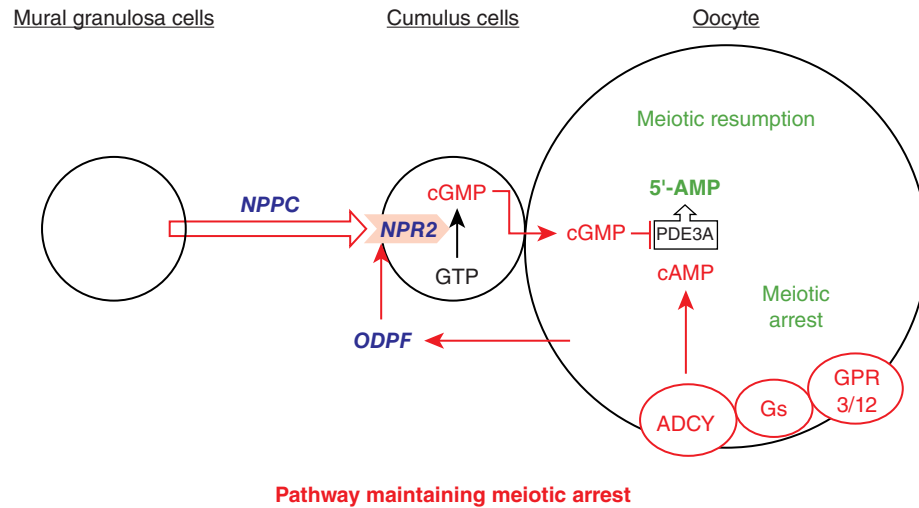 Mural granulosa cells
Cumulus cells
Oocyte
Meiotic resumption
5'-AMP
NPPC
cGMP
NPR2
cGMP
PDE3A
GTP
cAMP
Meiotic
arrest
ODPF
GPR
3/12
Gs
ADCY
Pathway maintaining meiotic arrest